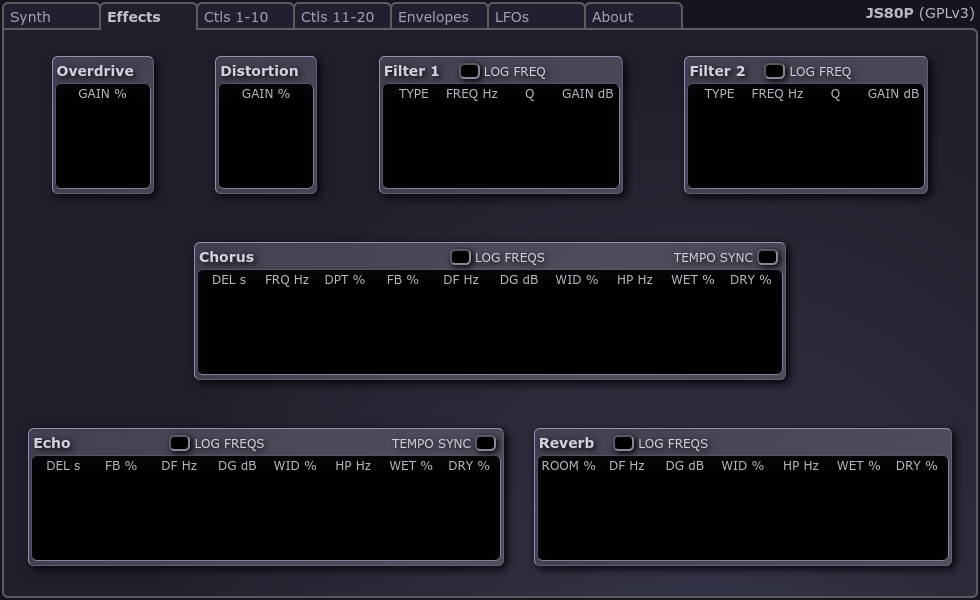 Synth Effects Ctls 1-10 Ctls 11-20 Envelopes LFOs About JS80P (GPLv3)
Overdrive Distortion Filter 1 LOG FREQ Filter 2 LOG FREQ
GAIN % GAIN % TYPE FREQ Hz Q GAIN dB TYPE FREQ Hz Q GAIN dB
Chorus LOG FREQS TEMPO SYNC
DEL s FRQ Hz DPT % FB % DF Hz DG dB WID % HP Hz WET % DRY %
Echo LOG FREQS TEMPO SYNC Reverb LOG FREQS
DEL s FB % DF Hz DG dB WID % HP Hz WET % DRY % ROOM % DF Hz DG dB WID % HP Hz WET % DRY %